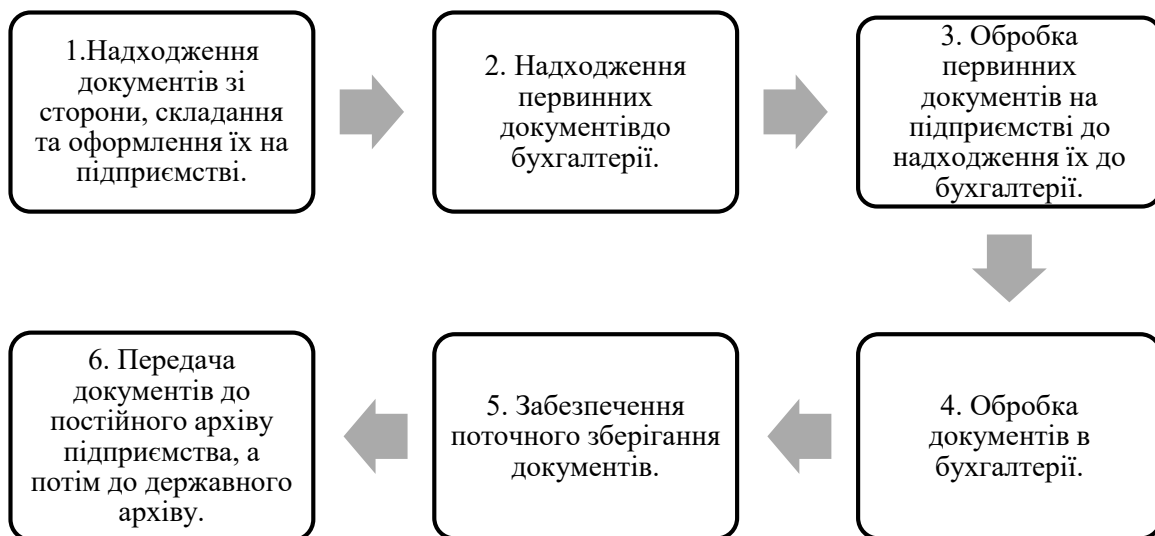 1.Надходження
документів зі
сторони, складання
та оформлення їх на
підприємстві.
2. Надходження
первинних
документівдо
бухгалтерії.
3. Обробка
первинних
документів на
підприємстві до
надходження їх до
бухгалтерії.
4. Обробка
документів в
бухгалтерії.
5. Забезпечення
поточного зберігання
документів.
6. Передача
документів до
постійного архіву
підприємства, а
потім до державного
архіву.